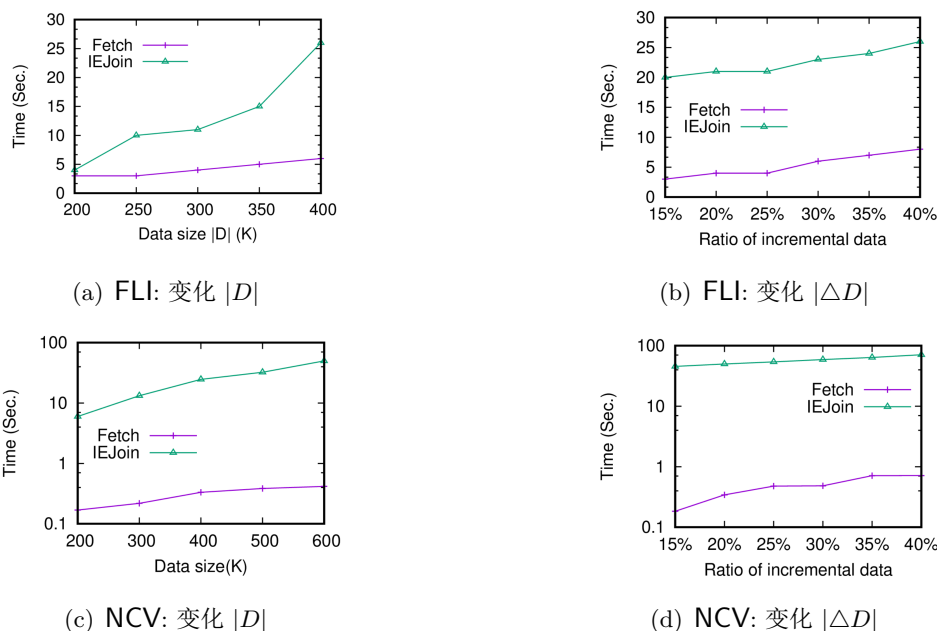 30
25
20
15
10
5
0
Time (Sec.)
Fetch
IEJoin
200 250 300 350 400
Data size |D| (K)
(a) FLI: 变化 |D|
30
25
20
15
10
5
0
Time (Sec.)
Fetch
IEJoin
15% 20% 25% 30% 35% 40%
Ratio of incremental data
(b) FLI: 变化 |△D|
100
10
1
0.1
Time (Sec.)
Fetch
IEJoin
200 300 400 500 600
Data size(K)
(c) NCV: 变化 |D|
100
10
1
0.1
Time (Sec.)
Fetch
IEJoin
15% 20% 25% 30% 35% 40%
Ratio of incremental data
(d) NCV: 变化 |△D|